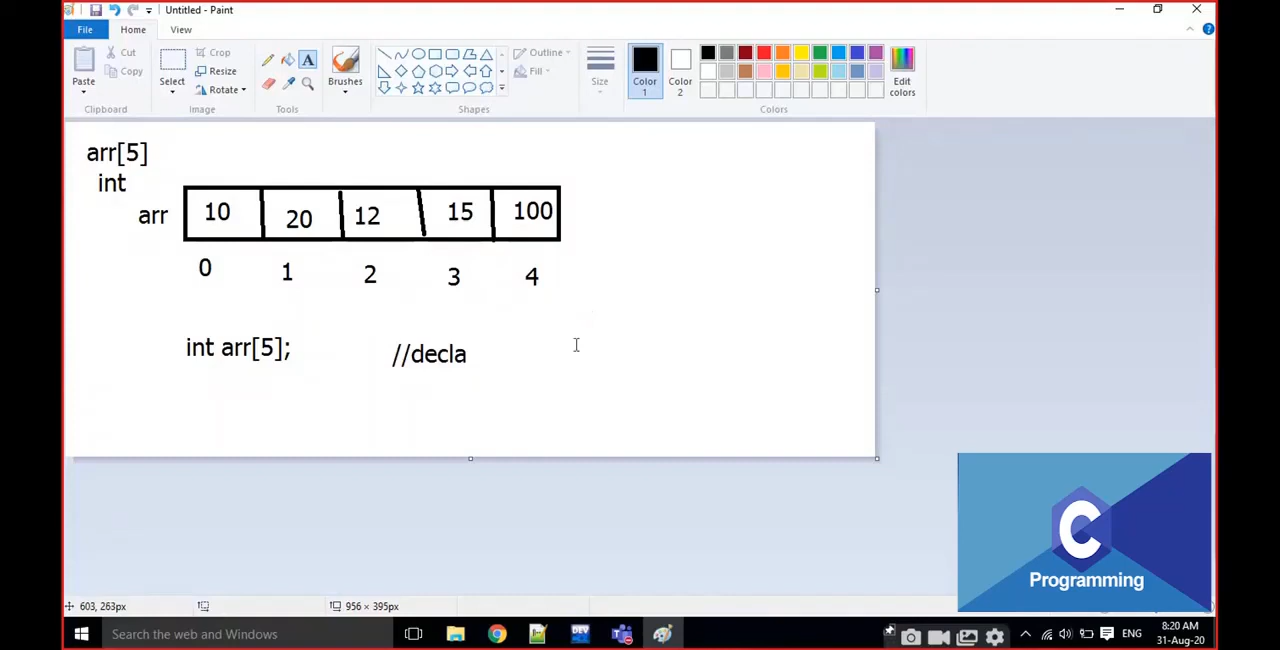 Untitled - Paint
File Home View
Paste
Cut
Copy
Clipboard
Select
Crop
Resize
Rotate
Image
A
Tools
Brushes
Outline
Fill
Shapes
Size
Color 1
Color 2
Edit colors
Colors
arr[5]
int
arr 10 20 12 15 100
0 1 2 3 4
int arr[5]; //decla
C
Programming
603, 263px 956 × 395px
Search the web and Windows
DEV
ENG
8:20 AM
31-Aug-20